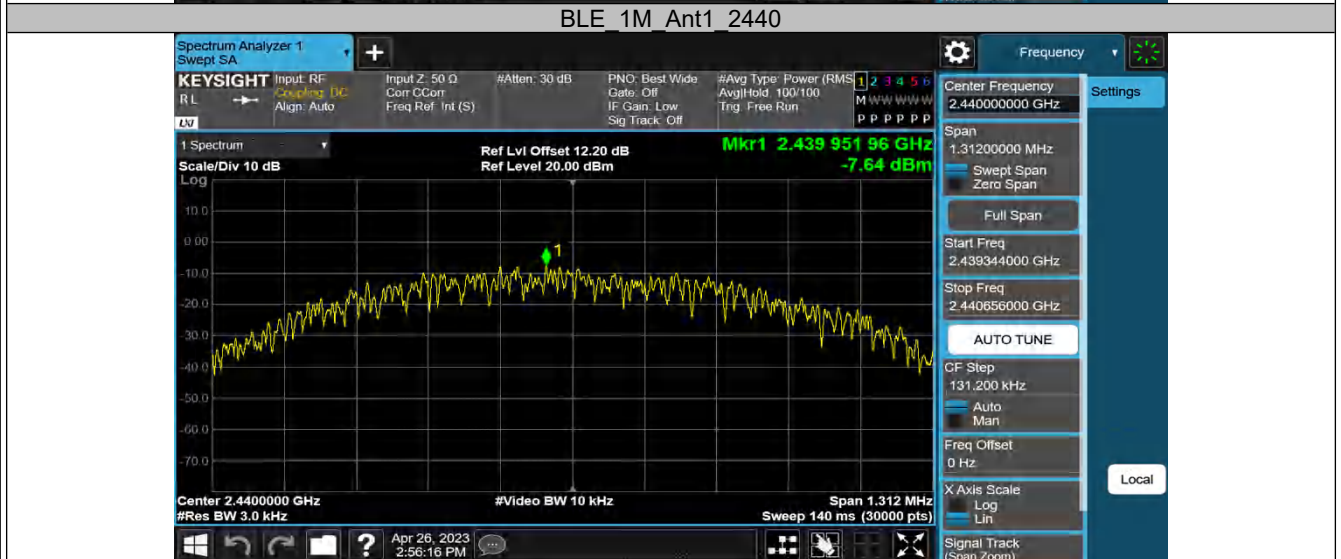 BLE_1M_Ant1_2440
Spectrum Analyzer 1
Swept SA
+
Frequency
KEYSIGHT
RL
LXI
Input: RF
Coupling: DC
Align: Auto
Input Z: 50 Ω
Corr CCorr
Freq Ref: Int (S)
#Atten: 30 dB
PNO: Best Wide
Gate: Off
IF Gain: Low
Sig Track: Off
#Avg Type: Power (RMS
Avg|Hold: 100/100
Trig: Free Run
1 2 3 4 5 6
M W W W W W
P P P P P P
1 Spectrum
Scale/Div 10 dB
Log
Ref Lvl Offset 12.20 dB
Ref Level 20.00 dBm
Mkr1 2.439 951 96 GHz
-7.64 dBm
10.0
0.00
-10.0
-20.0
-30.0
-40.0
-50.0
-60.0
-70.0
1
Center 2.4400000 GHz
#Res BW 3.0 kHz
#Video BW 10 kHz
Span 1.312 MHz
Sweep 140 ms (30000 pts)
Center Frequency
2.440000000 GHz
Settings
Span
1.31200000 MHz
Swept Span
Zero Span
Full Span
Start Freq
2.439344000 GHz
Stop Freq
2.440656000 GHz
AUTO TUNE
CF Step
131.200 kHz
Auto
Man
Freq Offset
0 Hz
X Axis Scale
Log
Lin
Local
Signal Track
(Span Zoom)
?
Apr 26, 2023
2:56:16 PM